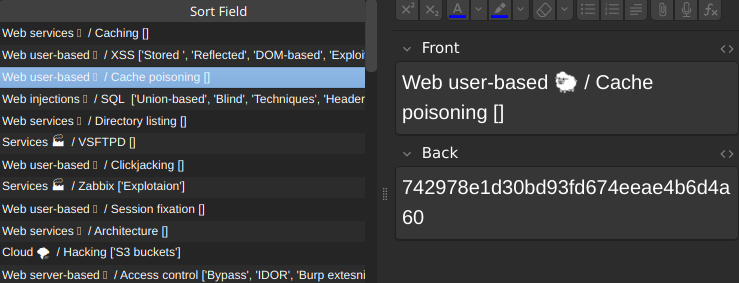 Sort Field
Web services / Caching []
Web user-based / XSS ['Stored ', 'Reflected', 'DOM-based', 'Exploi
Web user-based / Cache poisoning []
Web injections / SQL ['Union-based', 'Blind', 'Techniques', 'Header
Web services / Directory listing []
Services 🏭 / VSFTPD []
Web user-based / Clickjacking []
Services 🏭 / Zabbix ['Explotaion']
Web user-based / Session fixation []
Web services / Architecture []
Cloud 🌪 / Hacking ['S3 buckets']
Web server-based / Access control ['Bypass', 'IDOR', 'Burp extesni
Front
Web user-based 🐑 / Cache
poisoning []
Back
742978e1d30bd93fd674eeae4b6d4a
60